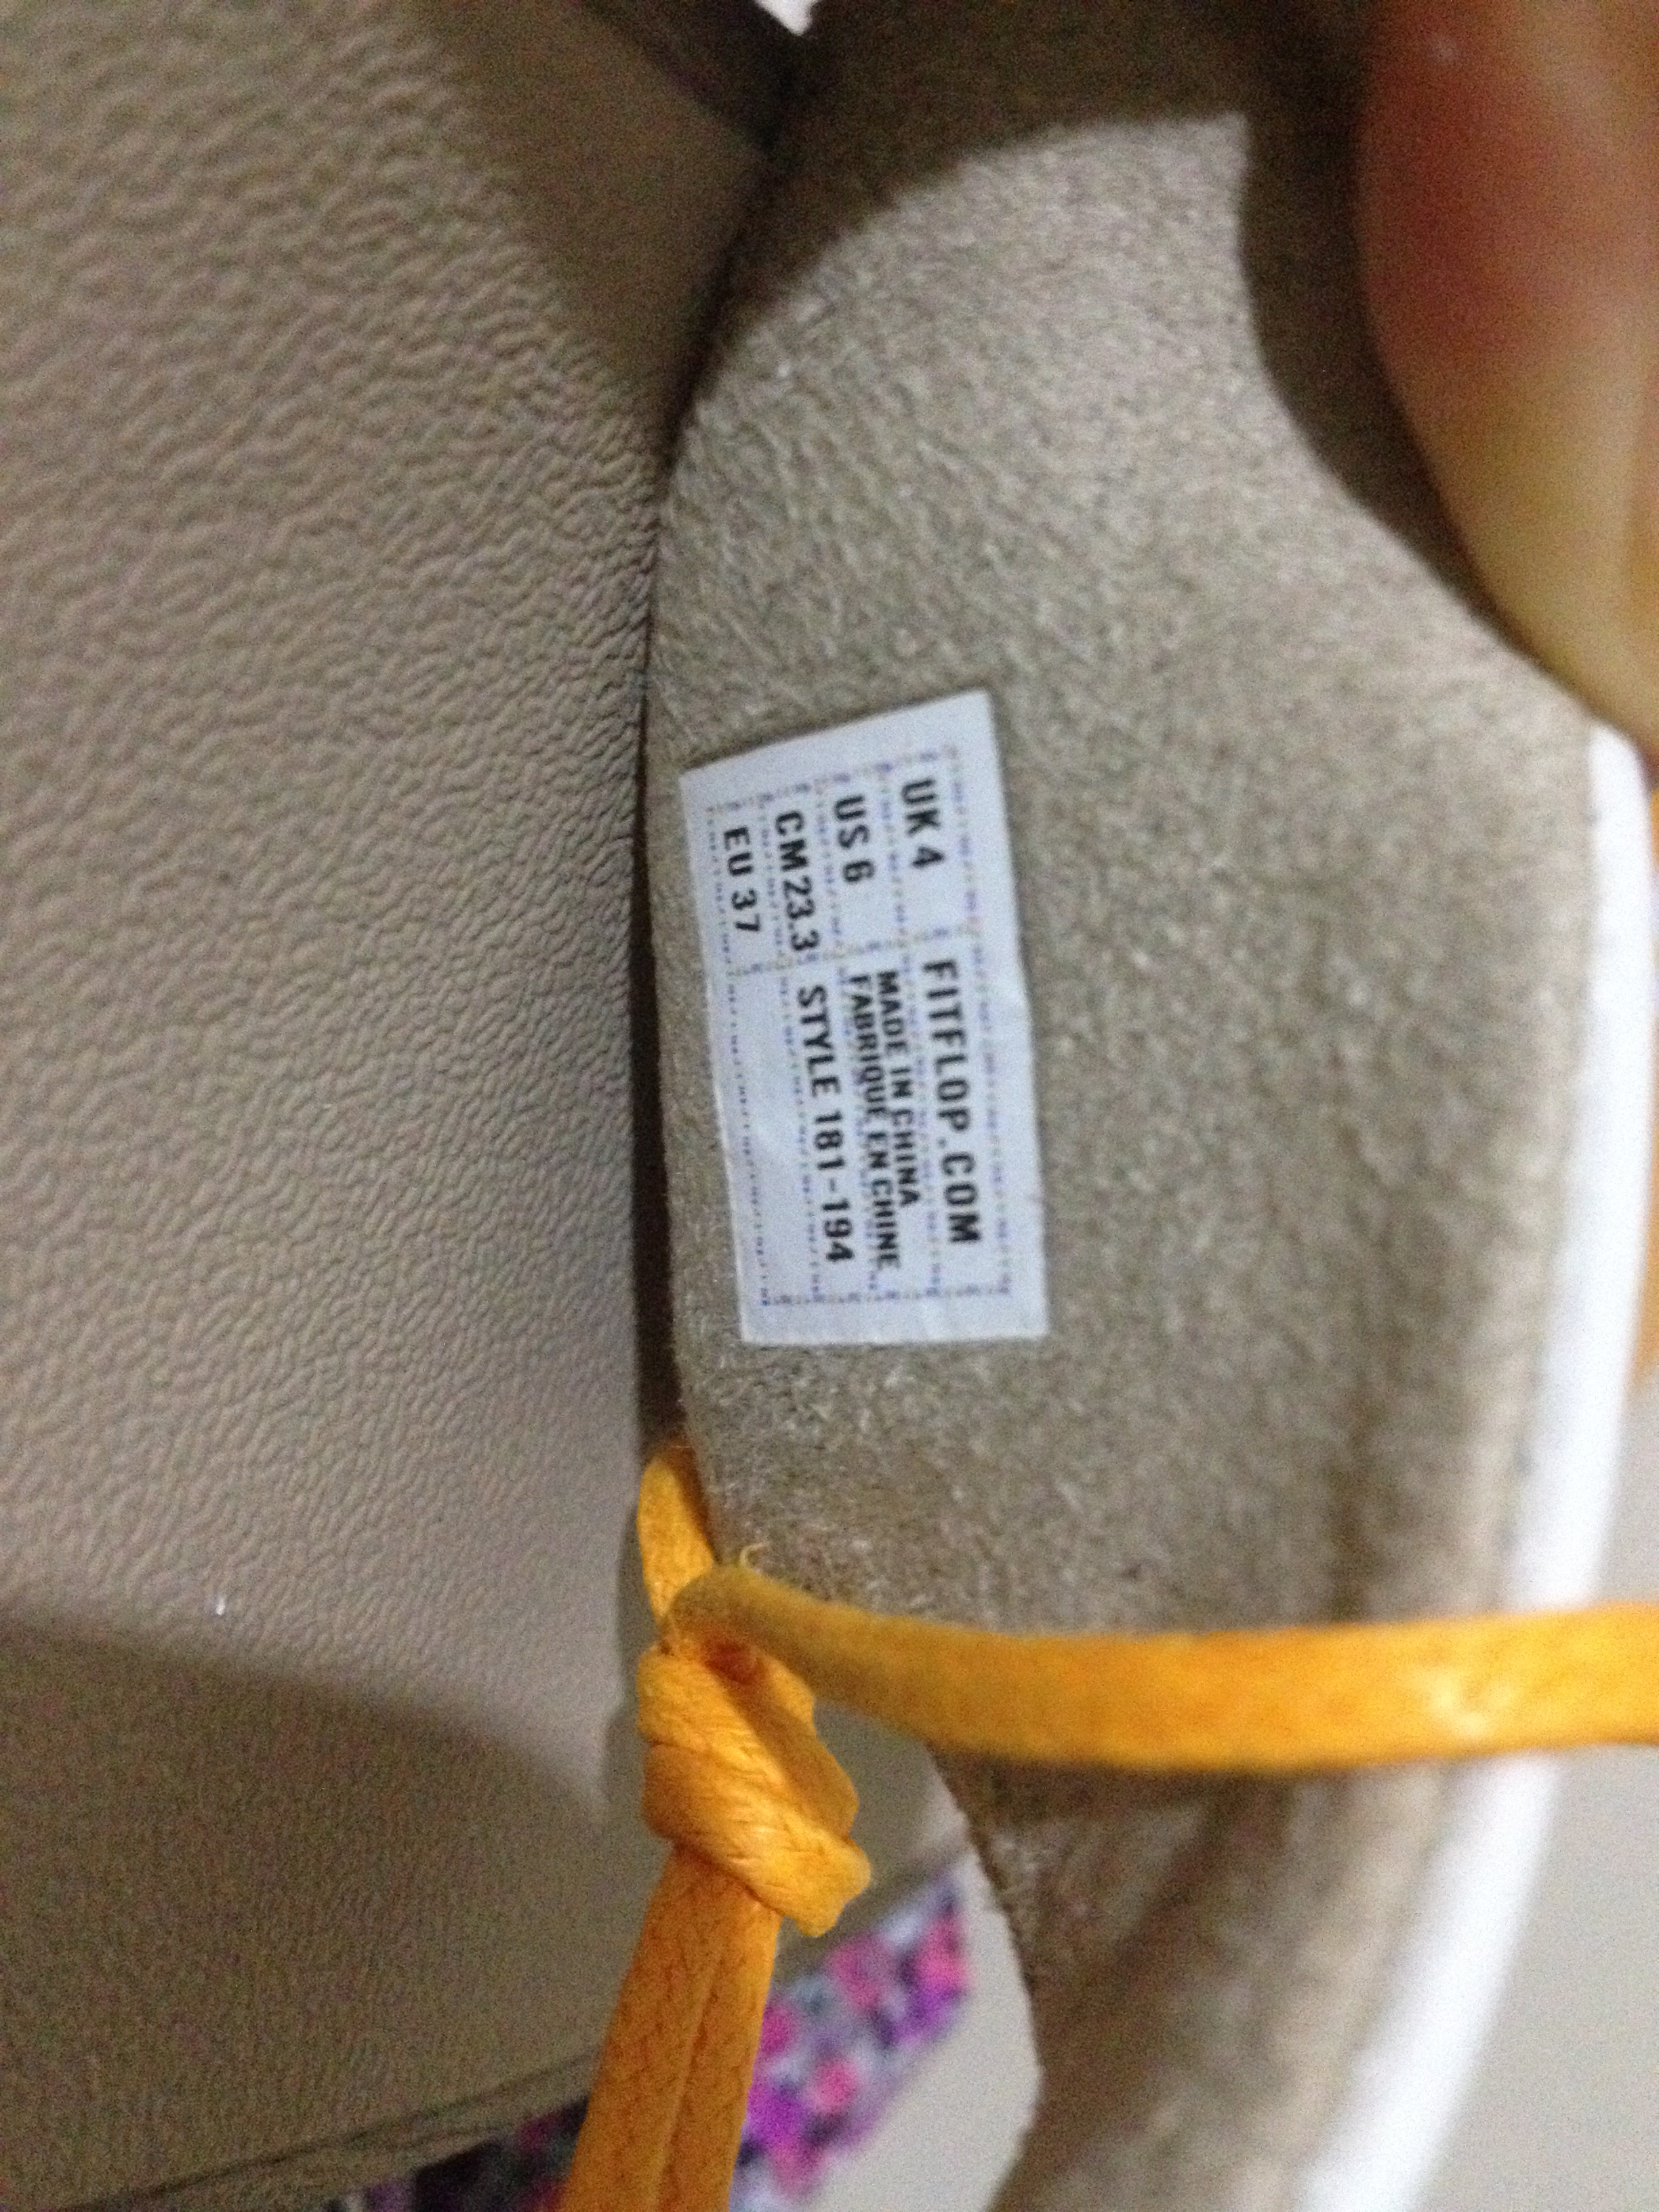 UK 4 FITFLOP.COM
US 6 MADE IN CHINA
FABRIQUE EN CHINE
CM 23.3 STYLE 181-194
EU 37